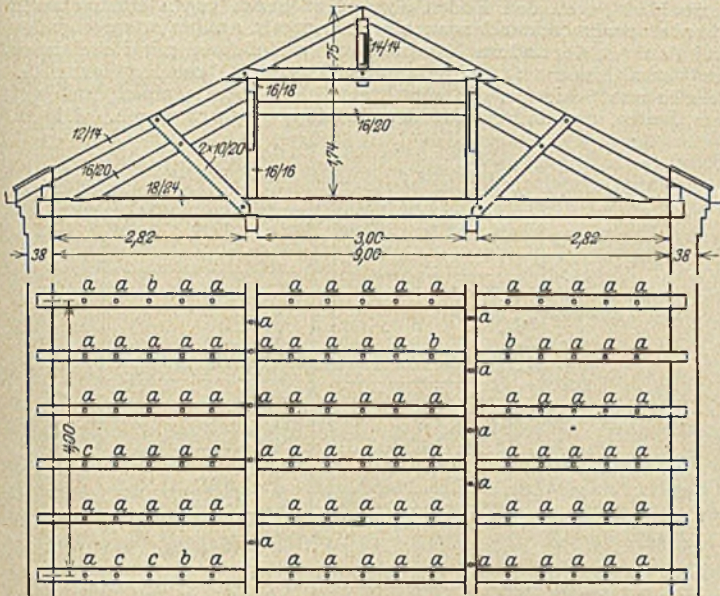 75
14/14
16/18
16/20
1,74
12/14
2×10/20
16/20
16/16
18/24
2,82 3,00 2,82
38 9,00 38
a a b a a a a a a a a a a a a
a a
a a a a a a a a a a b b a a a a
a
a a a a a a a a a a a a a a a
a
c a a a c a a a a a a a a a a a
a
a a a a a a a a a a a a a a a
4,00
a
a c c b a a a a a a a a a a a a